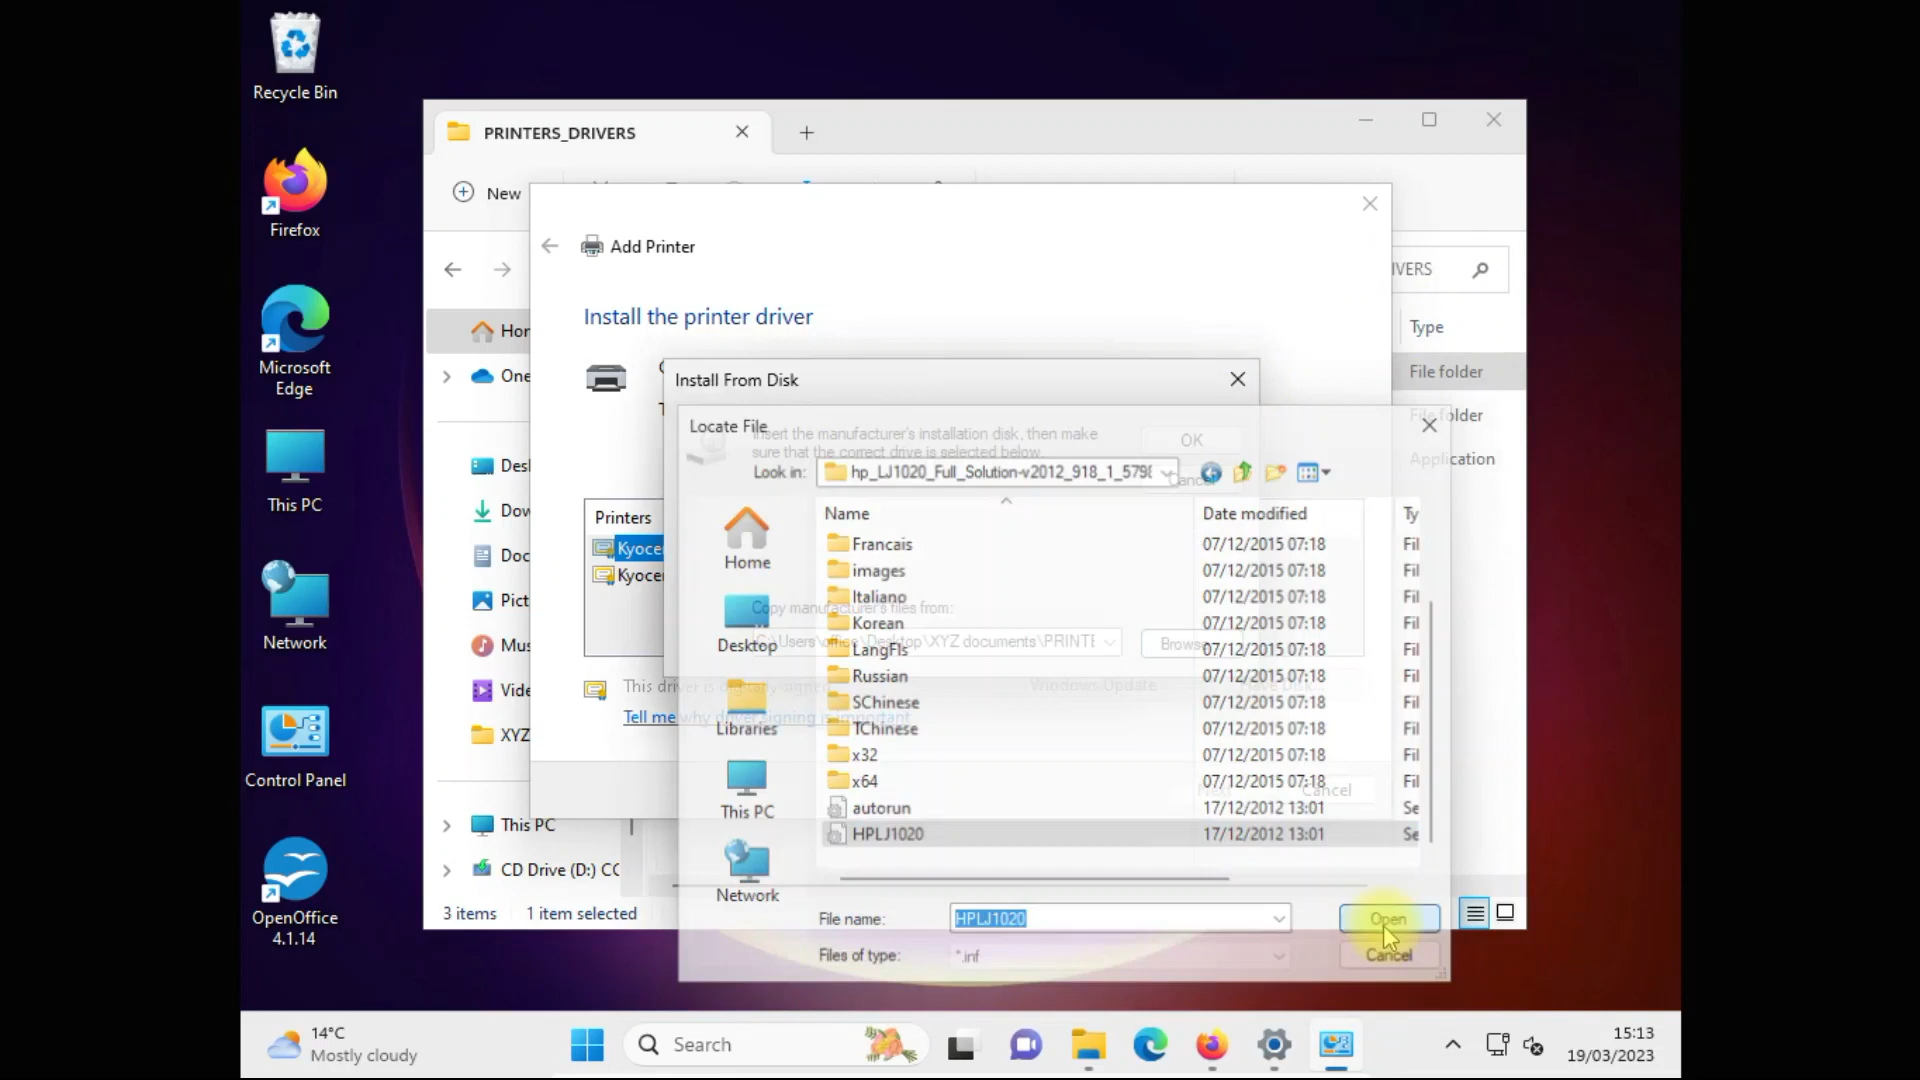 Recycle Bin
Firefox
Microsoft
Edge
This PC
Network
Control Panel
OpenOffice
4.1.14
PRINTERS_DRIVERS
New
Add Printer
IVERS
Install the printer driver
Hor
Type
One
File folder
Install From Disk
File folder
Locate File
Insert the manufacturer's installation disk, then make
sure that the correct drive is selected below.
OK
Application
Look in:
hp_LJ1020_Full_Solution-v2012_918_1_5798
Cancel
Desk
Dow
Doc
Pict
Mus
Vide
XYZ
Printers
Kyocer
Kyocer
Home
Desktop
Libraries
This PC
Network
Name
Date modified
Ty
Francais
07/12/2015 07:18
Fil
images
07/12/2015 07:18
Fil
Italiano
07/12/2015 07:18
Fil
Copy manufacturer's files from:
Korean
07/12/2015 07:18
Fil
C:\Users\office\Desktop\XYZ documents\PRINTE
Browse
LangFls
07/12/2015 07:18
Fil
Russian
07/12/2015 07:18
Fil
This driver is digitally signed.
Windows Update
Have Disk...
SChinese
07/12/2015 07:18
Fil
Tell me why driver signing is important
TChinese
07/12/2015 07:18
Fil
x32
07/12/2015 07:18
Fil
x64
07/12/2015 07:18
Fil
Next
Cancel
autorun
17/12/2012 13:01
Se
HPLJ1020
17/12/2012 13:01
Se
This PC
CD Drive (D:) CC
3 items
1 item selected
File name:
HPLJ1020
Open
Files of type:
*.inf
Cancel
14°C
Mostly cloudy
Search
15:13
19/03/2023